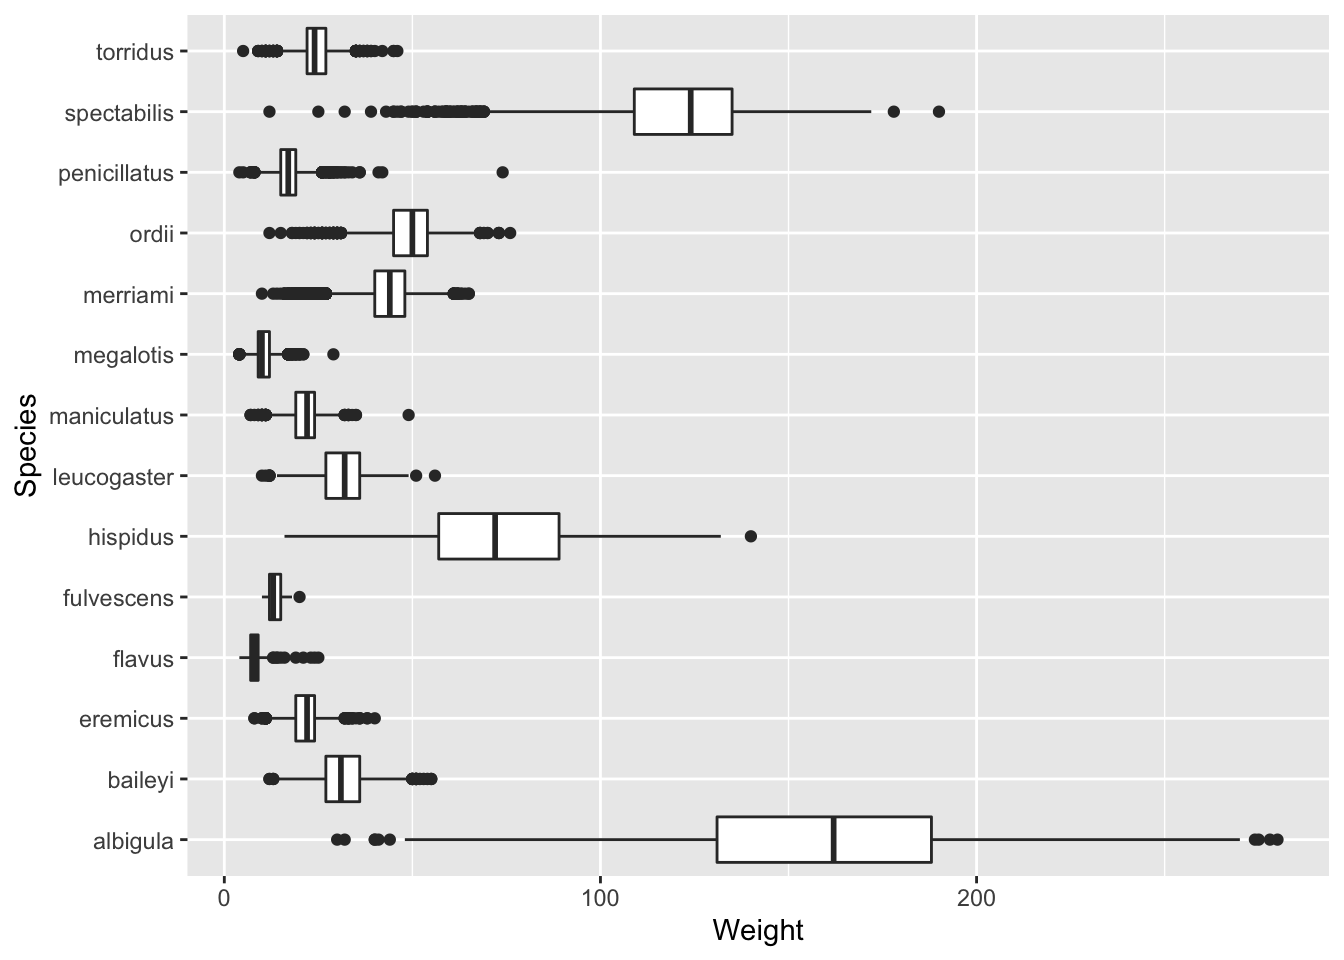 torridus
spectabilis
penicillatus
ordii
merriami
megalotis
maniculatus
leucogaster
hispidus
fulvescens
flavus
eremicus
baileyi
albigula
Species
0 100 200
Weight